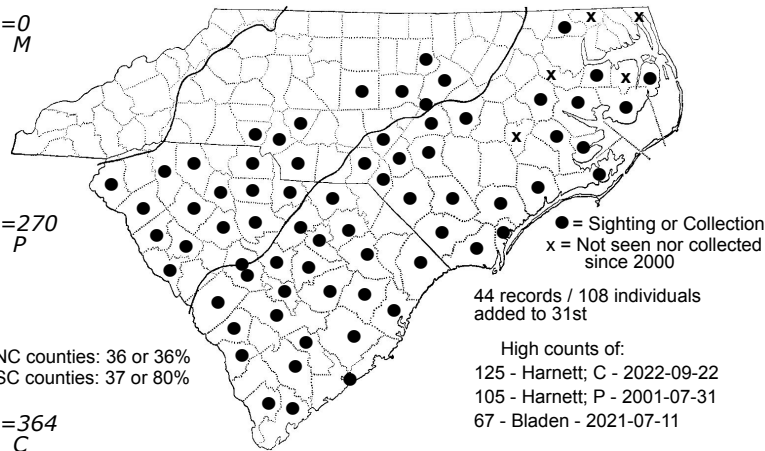 =0
M
x x
x x
x
=270
P
● = Sighting or Collection
x = Not seen nor collected
since 2000
44 records / 108 individuals
added to 31st
NC counties: 36 or 36%
SC counties: 37 or 80%
High counts of:
125 - Harnett; C - 2022-09-22
105 - Harnett; P - 2001-07-31
67 - Bladen - 2021-07-11
=364
C